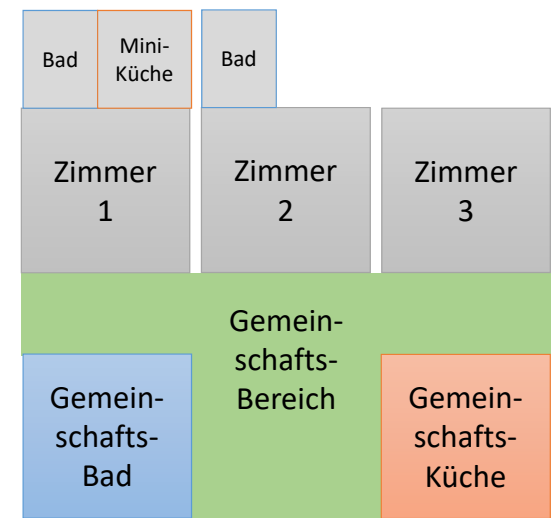 Bad
Mini-
Küche
Bad
Zimmer
1
Zimmer
2
Zimmer
3
Gemein-
schafts-
Bereich
Gemein-
schafts-
Bad
Gemein-
schafts-
Küche